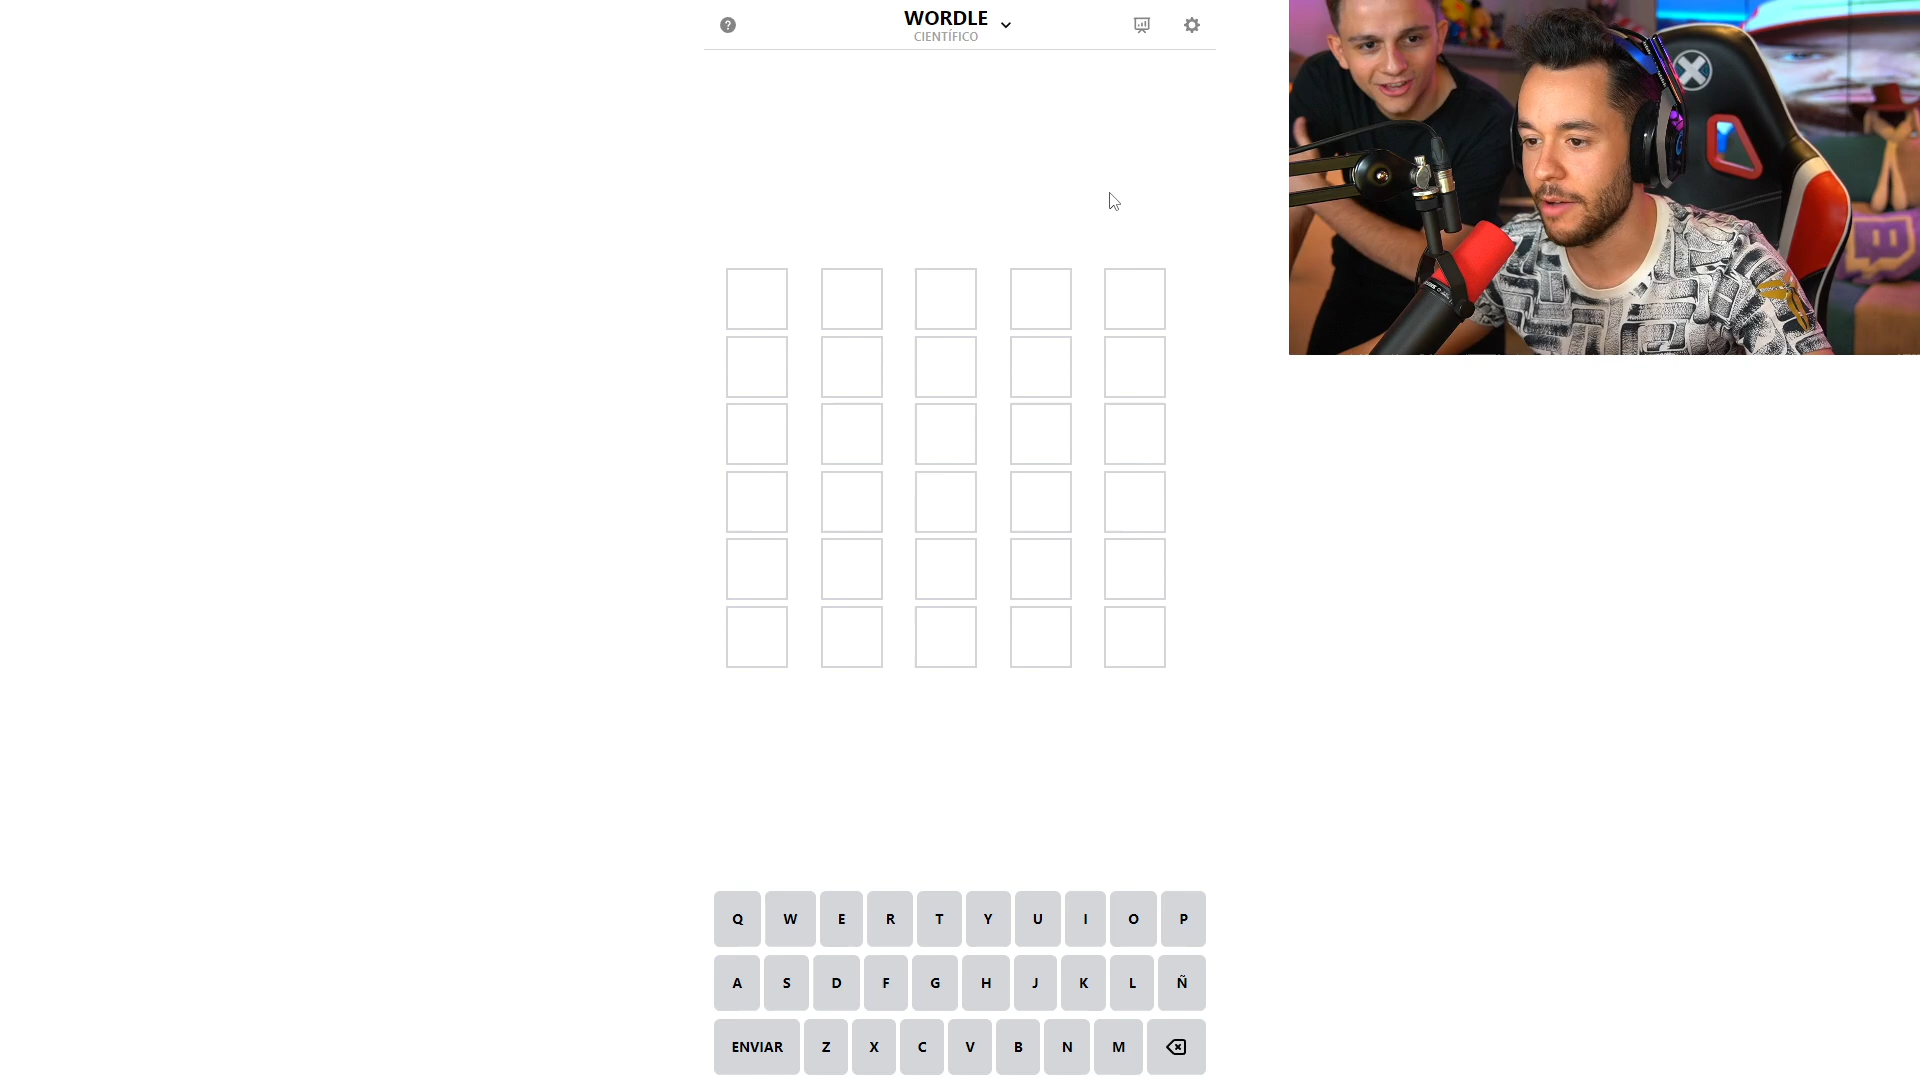 WORDLE
CIENTÍFICO
Q W E R T Y U I O P
A S D F G H J K L Ñ
ENVIAR Z X C V B N M